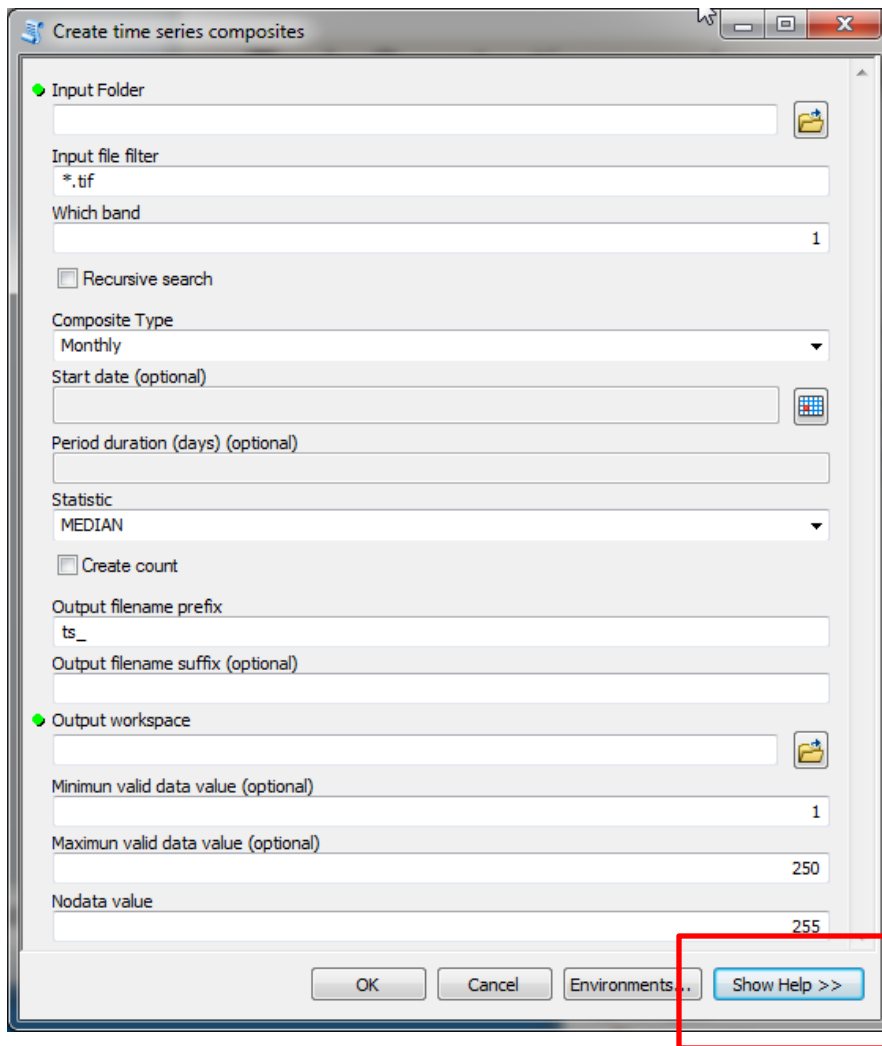 Create time series composites
Input Folder
Input file filter
*.tif
Which band
1
Recursive search
Composite Type
Monthly
Start date (optional)
Period duration (days) (optional)
Statistic
MEDIAN
Create count
Output filename prefix
ts_
Output filename suffix (optional)
Output workspace
Minimun valid data value (optional)
1
Maximun valid data value (optional)
250
Nodata value
255
OK Cancel Environments... Show Help >>